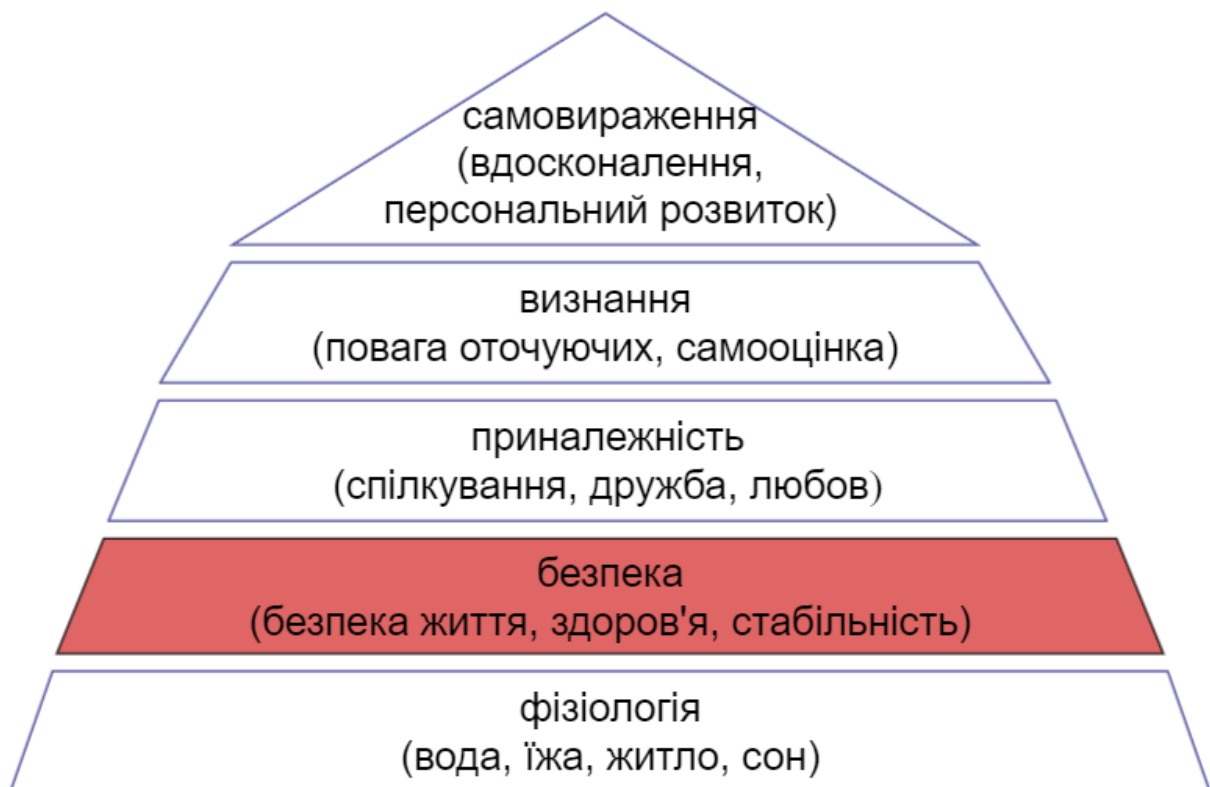 самовираження
(вдосконалення,
персональний розвиток)
визнання
(повага оточуючих, самооцінка)
приналежність
(спілкування, дружба, любов)
безпека
(безпека життя, здоров'я, стабільність)
фізіологія
(вода, їжа, житло, сон)